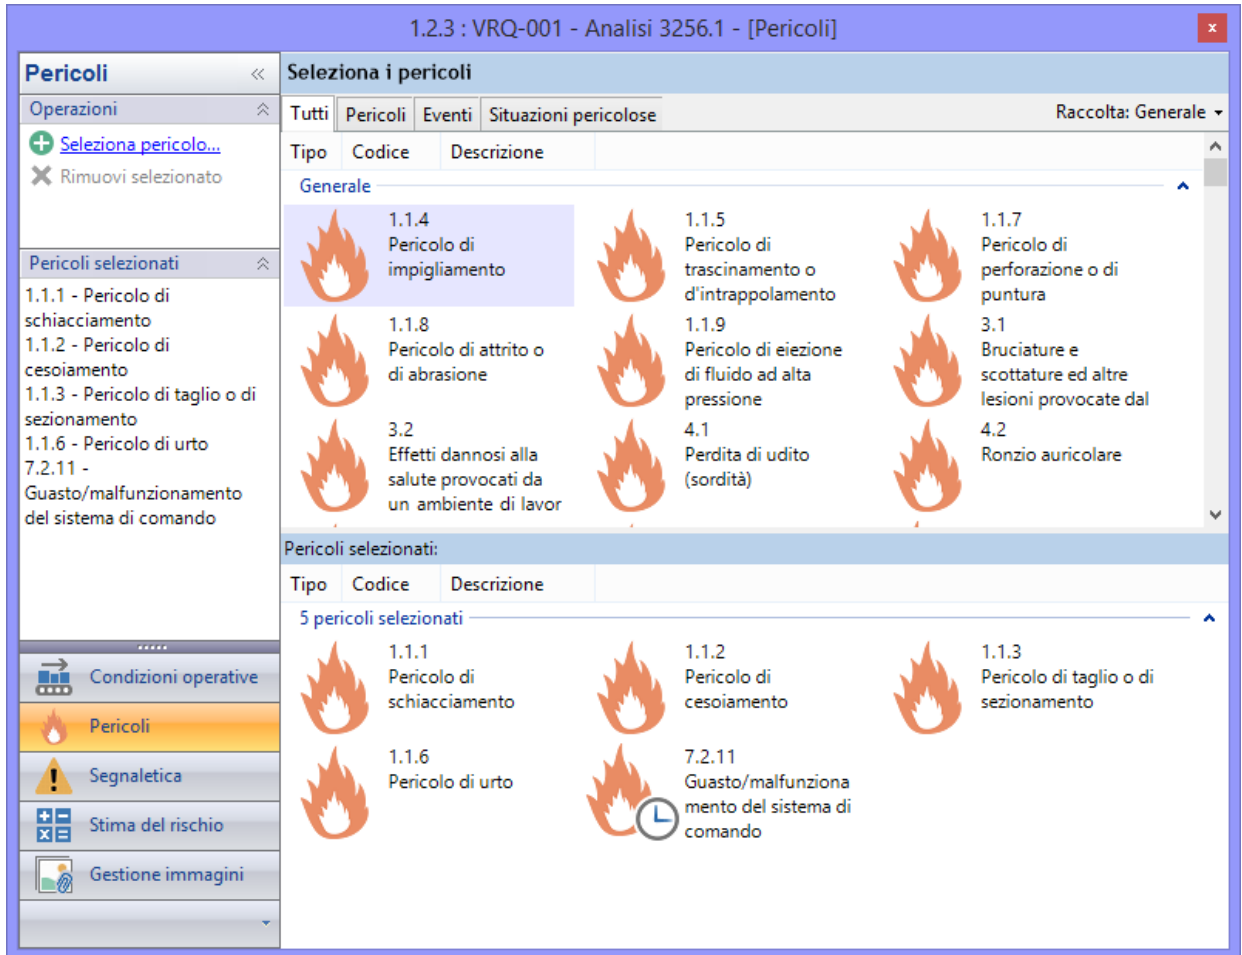 1.2.3 : VRQ-001 - Analisi 3256.1 - [Pericoli]
x
Pericoli
«
Operazioni
Seleziona pericolo...
Rimuovi selezionato
Pericoli selezionati
1.1.1 - Pericolo di
schiacciamento
1.1.2 - Pericolo di
cesoiamento
1.1.3 - Pericolo di taglio o di
sezionamento
1.1.6 - Pericolo di urto
7.2.11 -
Guasto/malfunzionamento
del sistema di comando
Condizioni operative
Pericoli
Segnaletica
Stima del rischio
Gestione immagini
Seleziona i pericoli
Tutti Pericoli Eventi Situazioni pericolose Raccolta: Generale
Tipo Codice Descrizione
Generale
1.1.4
Pericolo di
impigliamento
1.1.5
Pericolo di
trascinamento o
d'intrappolamento
1.1.7
Pericolo di
perforazione o di
puntura
1.1.8
Pericolo di attrito o
di abrasione
1.1.9
Pericolo di eiezione
di fluido ad alta
pressione
3.1
Bruciature e
scottature ed altre
lesioni provocate dal
3.2
Effetti dannosi alla
salute provocati da
un ambiente di lavor
4.1
Perdita di udito
(sordità)
4.2
Ronzio auricolare
Pericoli selezionati:
Tipo Codice Descrizione
5 pericoli selezionati
1.1.1
Pericolo di
schiacciamento
1.1.2
Pericolo di
cesoiamento
1.1.3
Pericolo di taglio o di
sezionamento
1.1.6
Pericolo di urto
7.2.11
Guasto/malfunziona
mento del sistema di
comando